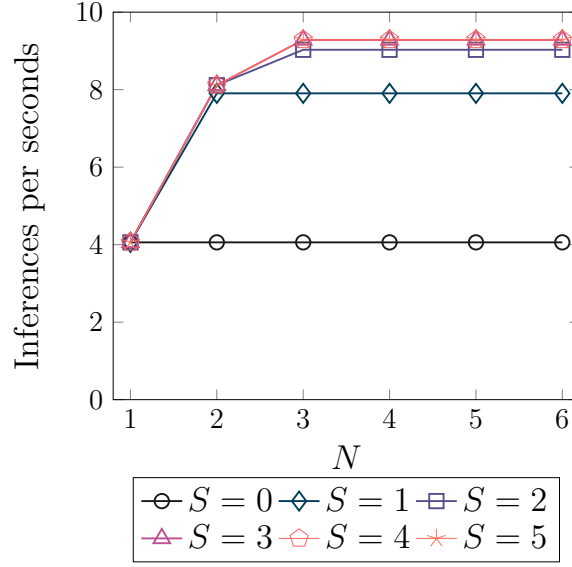 Inferences per seconds
10
8
6
4
2
0
1 2 3 4 5 6
N
S = 0 S = 1 S = 2
S = 3 S = 4 S = 5